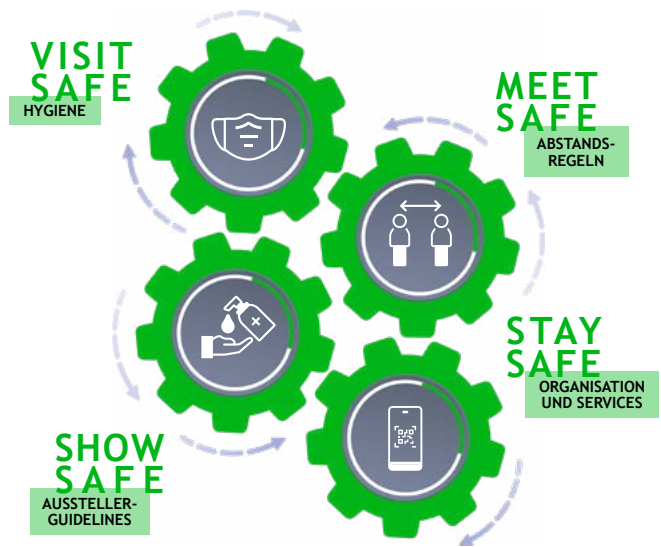 VISIT
SAFE
HYGIENE
MEET
SAFE
ABSTANDS-
REGELN
STAY
SAFE
ORGANISATION
UND SERVICES
SHOW
SAFE
AUSSTELLER-
GUIDELINES